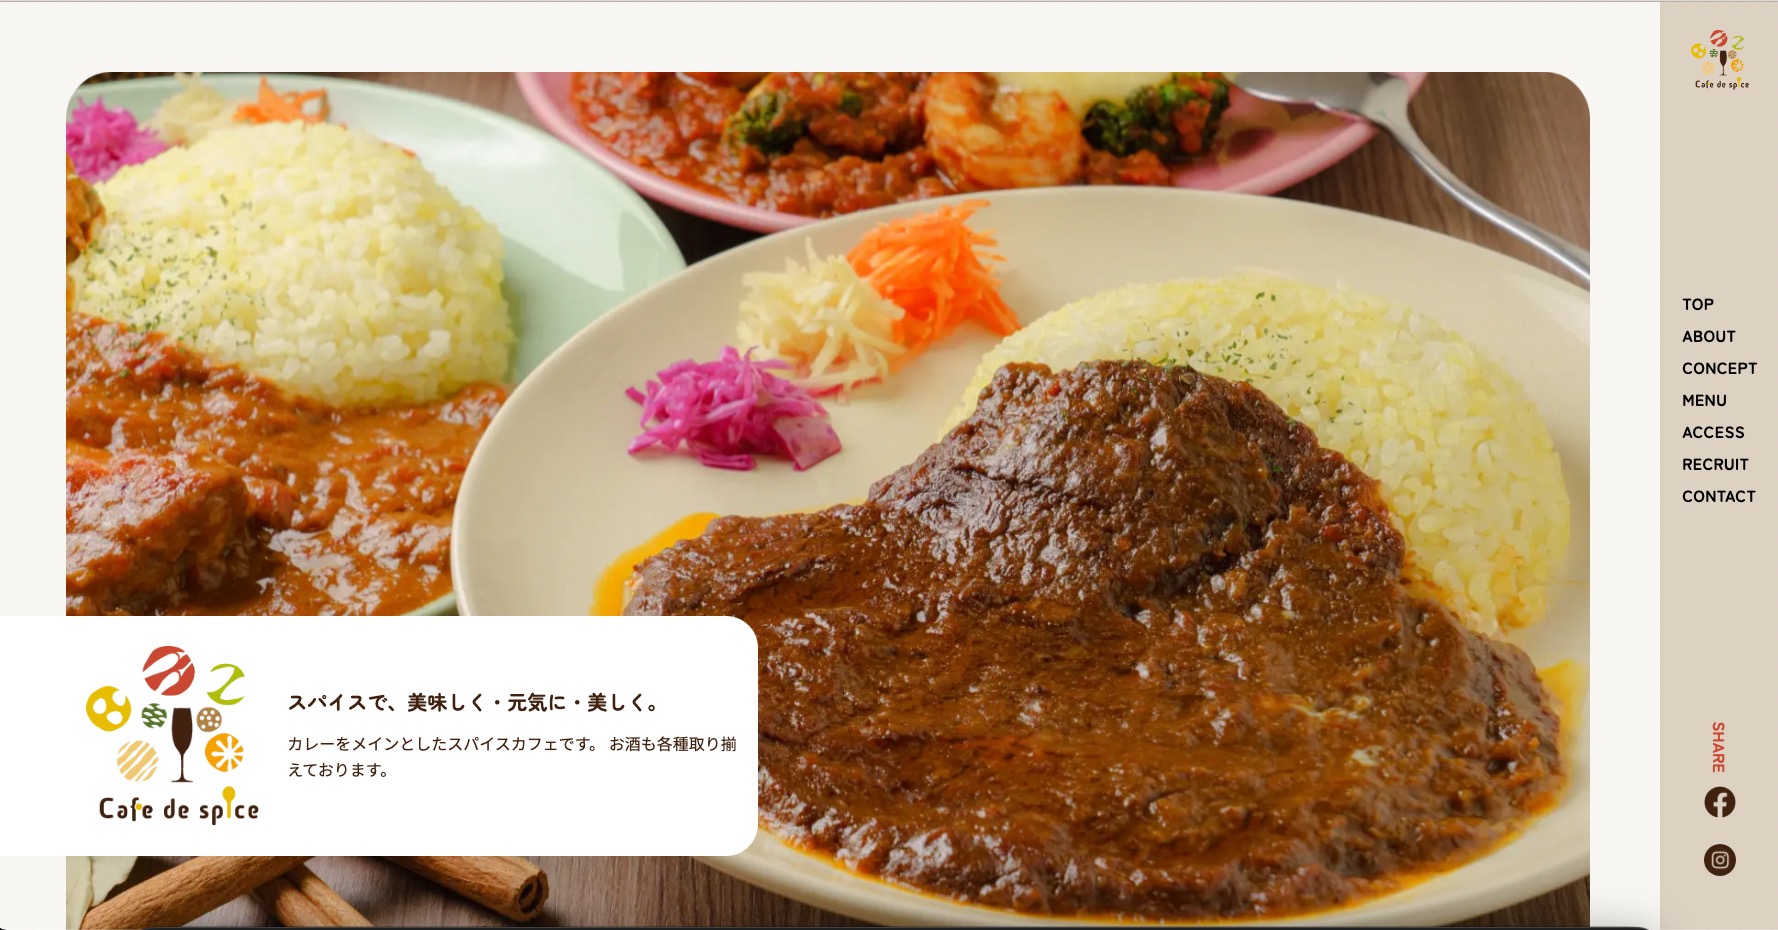 Cafe de spice
TOP
ABOUT
CONCEPT
MENU
ACCESS
RECRUIT
CONTACT
SHARE
Cafe de spice
スパイスで、美味しく・元気に・美しく。
カレーをメインとしたスパイスカフェです。 お酒も各種取り揃
えております。